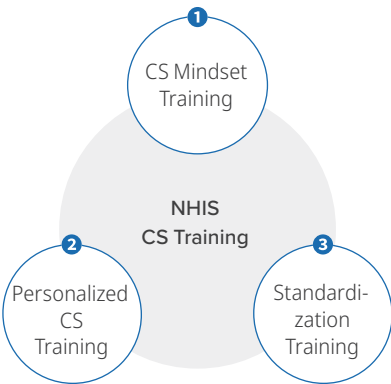 1
CS Mindset
Training
NHIS
CS Training
2
Personalized
CS
Training
3
Standardi-
zation
Training